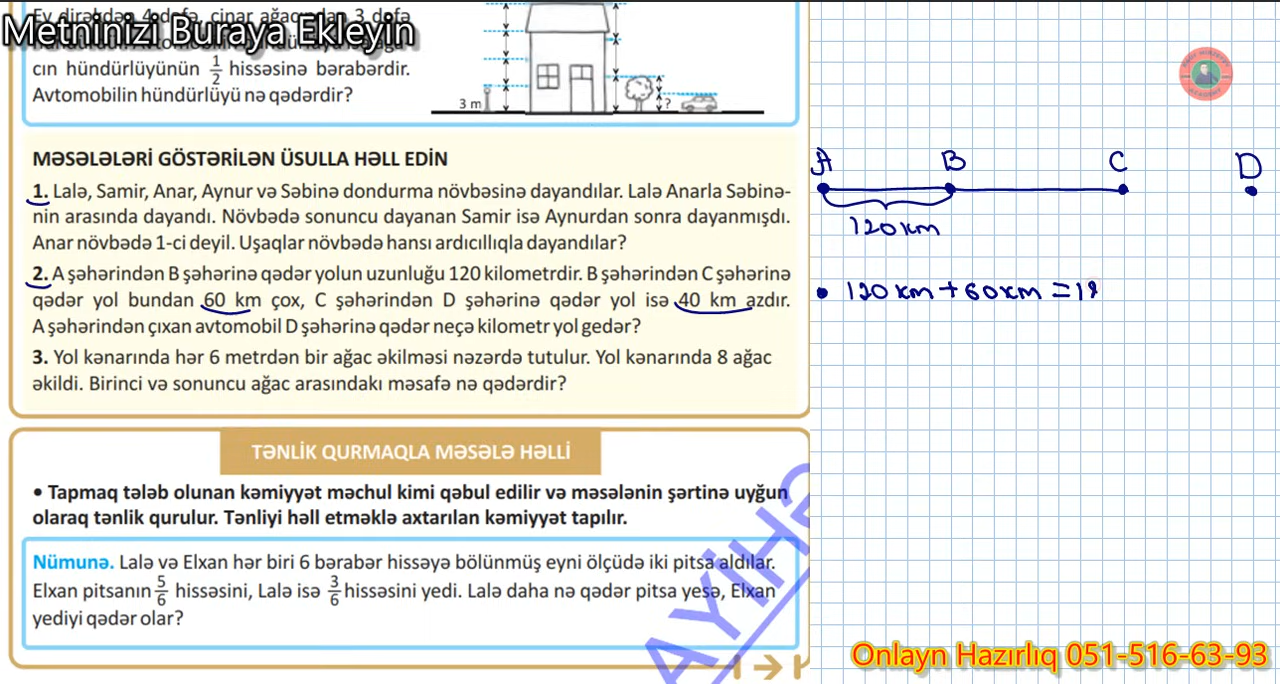 Ev dirəkdən 4 dəfə, çinar ağacından 3 dəfə
Metninizi Buraya Ekleyin
cın hündürlüyünün 1/2 hissəsinə bərabərdir.
Avtomobilin hündürlüyü nə qədərdir?
3 m
?
MƏSƏLƏLƏRİ GÖSTƏRİLƏN ÜSULLA HƏLL EDİN
1. Lalə, Samir, Anar, Aynur və Səbinə dondurma növbəsinə dayandılar. Lalə Anarla Səbinə-
nin arasında dayandı. Növbədə sonuncu dayanan Samir isə Aynurdan sonra dayanmışdı.
Anar növbədə 1-ci deyil. Uşaqlar növbədə hansı ardıcıllıqla dayandılar?
2. A şəhərindən B şəhərinə qədər yolun uzunluğu 120 kilometrdir. B şəhərindən C şəhərinə
qədər yol bundan 60 km çox, C şəhərindən D şəhərinə qədər yol isə 40 km azdır.
A şəhərindən çıxan avtomobil D şəhərinə qədər neçə kilometr yol gedər?
3. Yol kənarında hər 6 metrdən bir ağac əkilməsi nəzərdə tutulur. Yol kənarında 8 ağac
əkildi. Birinci və sonuncu ağac arasındakı məsafə nə qədərdir?
TƏNLİK QURMAQLA MƏSƏLƏ HƏLLİ
• Tapmaq tələb olunan kəmiyyət məchul kimi qəbul edilir və məsələnin şərtinə uyğun
olaraq tənlik qurulur. Tənliyi həll etməklə axtarılan kəmiyyət tapılır.
Nümunə. Lalə və Elxan hər biri 6 bərabər hissəyə bölünmüş eyni ölçüdə iki pitsa aldılar.
Elxan pitsanın 5/6 hissəsini, Lalə isə 3/6 hissəsini yedi. Lalə daha nə qədər pitsa yesə, Elxan
yediyi qədər olar?
A B C D
120 km
• 120 km + 60 km = 18
Onlayn Hazırlıq 051-516-63-93